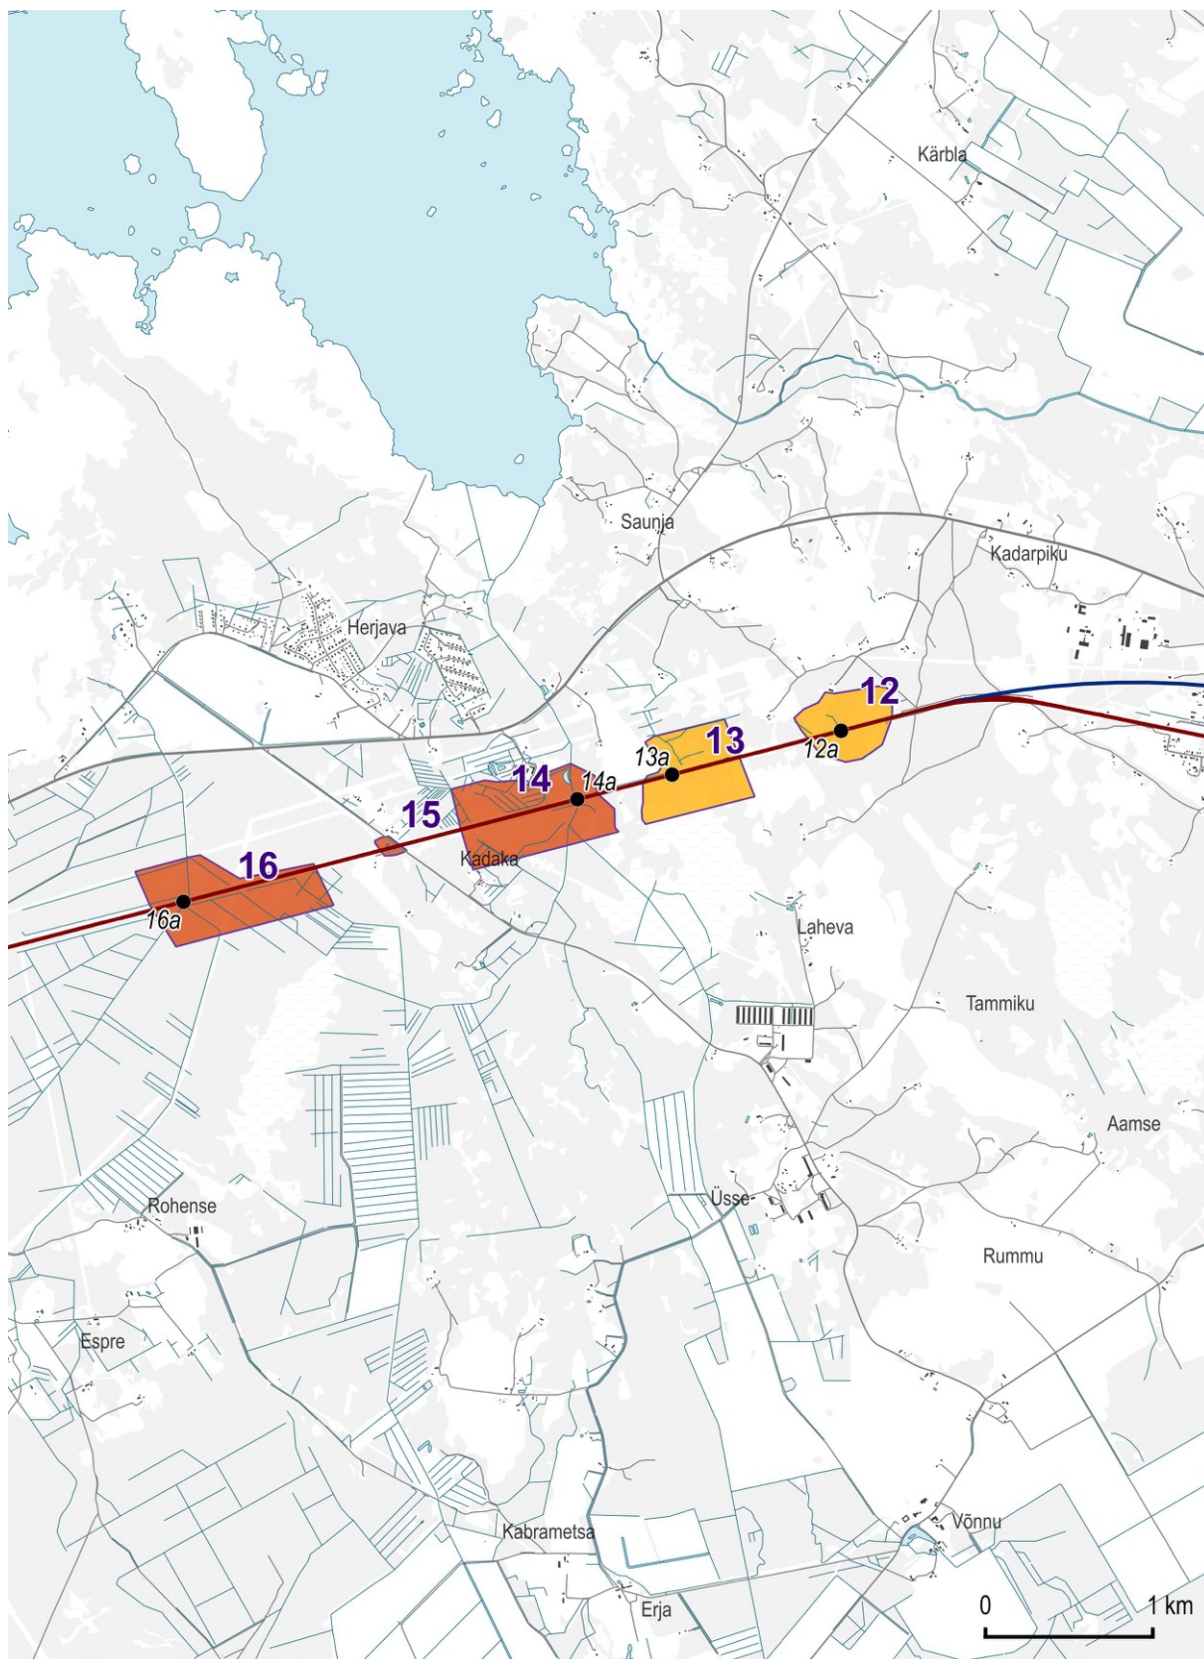 Kärbla
Saunja
Kadarpiku
Herjava
12
12a
13
13a
14
14a
15
Kadaka
16
16a
Laheva
Tammiku
Aamse
Rohense
Üsse
Rummu
Espre
Kabrametsa
Võnnu
Erja
0 1 km